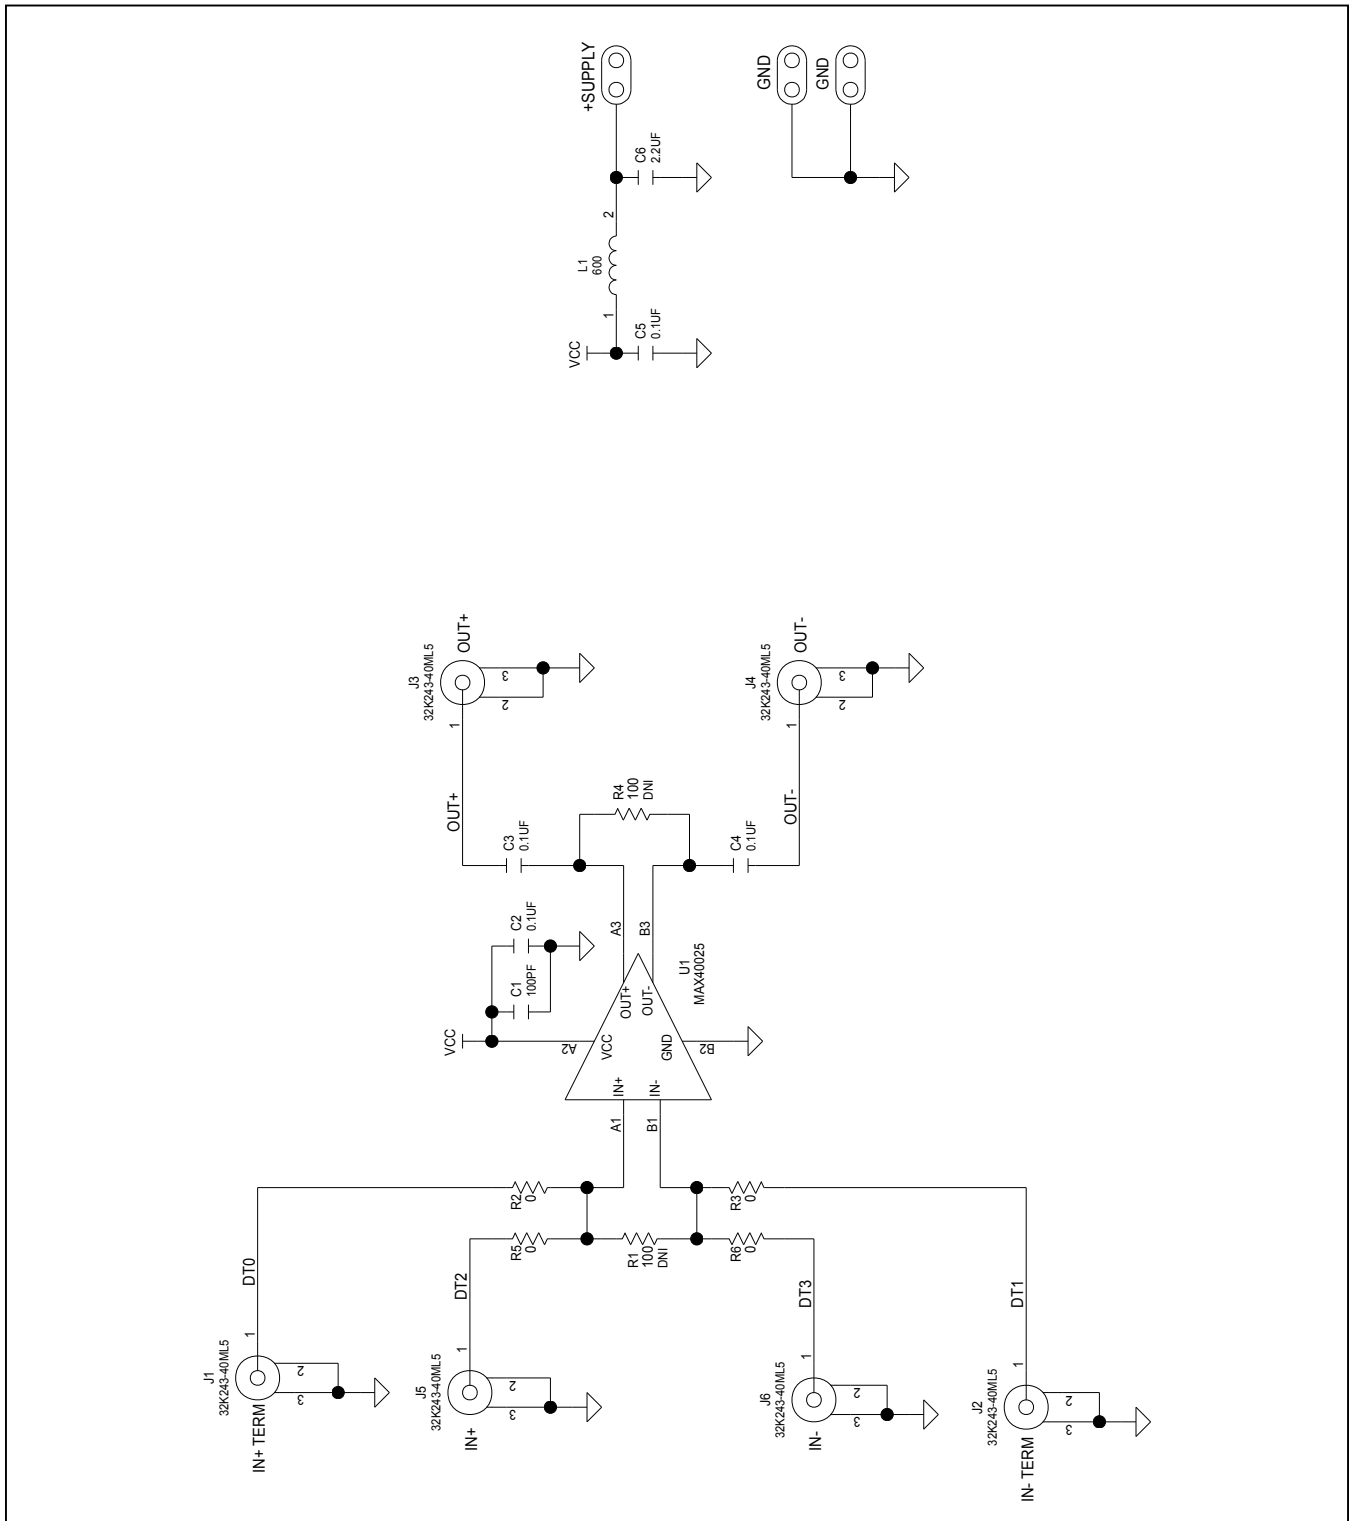 +SUPPLY
GND
GND
C6
2.2UF
2
L1
600
1
C5
0.1UF
VCC
J3
32K243-40ML5
OUT+
3
2
1
J4
32K243-40ML5
OUT-
3
2
1
OUT+
R4
100
DNI
OUT-
C3
0.1UF
C4
0.1UF
C2
0.1UF
C1
100PF
VCC
A3
B3
U1
MAX40025
OUT+
OUT-
A2
VCC
GND
B2
IN+
IN-
A1
B1
R2
0
R3
0
R5
0
R1
100
DNI
R6
0
DT0
DT2
DT3
DT1
J1
32K243-40ML5
IN+ TERM
1
2
3
J5
32K243-40ML5
IN+
1
2
3
J6
32K243-40ML5
IN-
1
2
3
J2
32K243-40ML5
IN- TERM
1
2
3